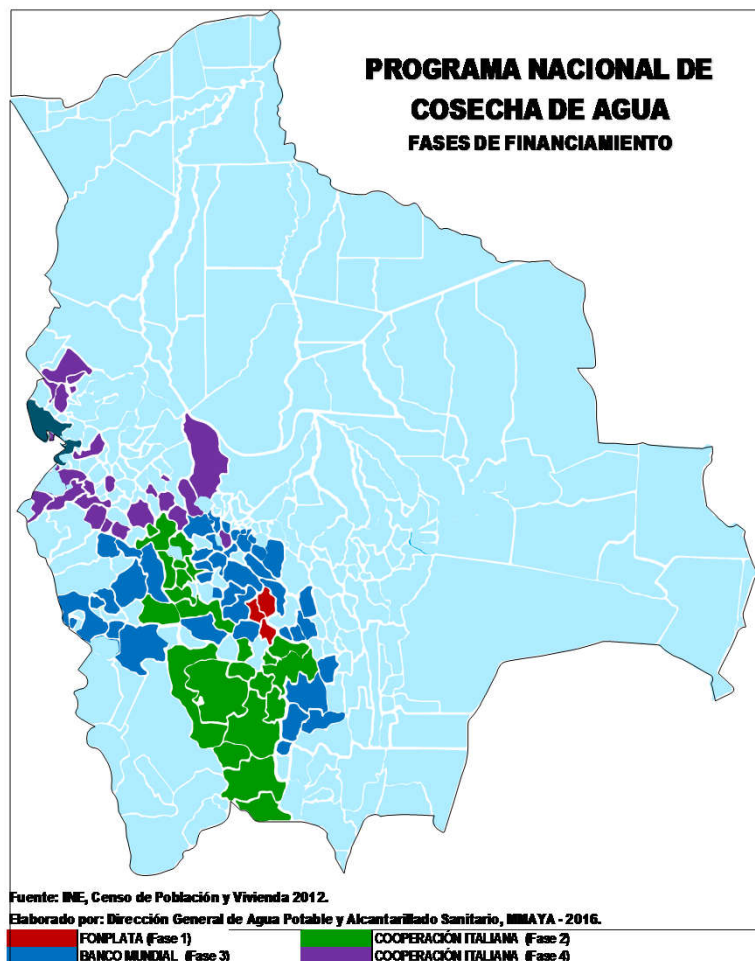 PROGRAMA NACIONAL DE
COSECHA DE AGUA
FASES DE FINANCIAMIENTO
Fuente: INE, Censo de Población y Vivienda 2012.
Elaborado por: Dirección General de Agua Potable y Alcantarillado Sanitario, MMAYA - 2016.
FONPLATA (Fase 1)
COOPERACIÓN ITALIANA (Fase 2)
BANCO MUNDIAL (Fase 3)
COOPERACIÓN ITALIANA (Fase 4)